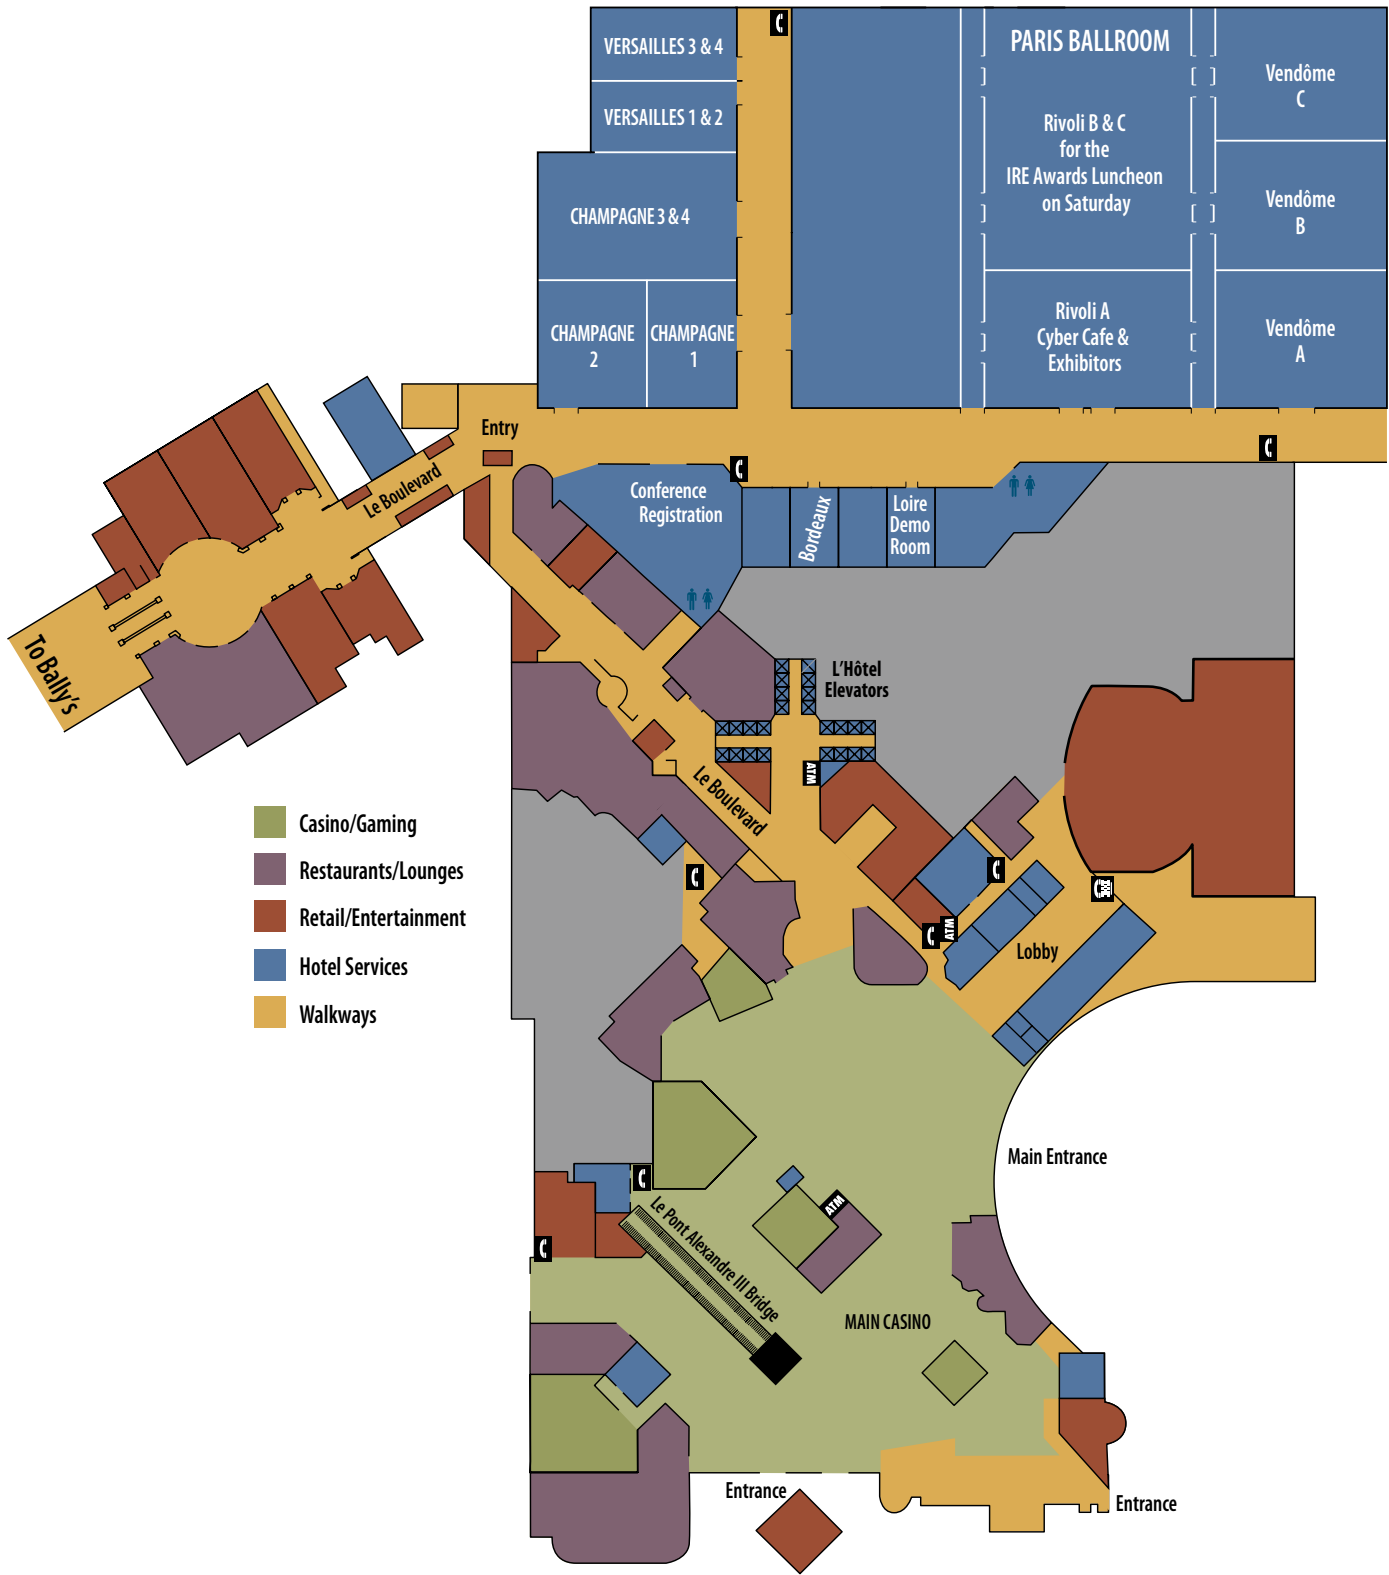 VERSAILLES 3 & 4
VERSAILLES 1 & 2
CHAMPAGNE 3 & 4
CHAMPAGNE
2
CHAMPAGNE
1
PARIS BALLROOM
Rivoli B & C
for the
IRE Awards Luncheon
on Saturday
Rivoli A
Cyber Cafe &
Exhibitors
Vendôme
C
Vendôme
B
Vendôme
A
Entry
Le Boulevard
To Bally's
Conference
Registration
Bordeaux
Loire
Demo
Room
L'Hôtel
Elevators
ATM
Le Boulevard
Casino/Gaming
Restaurants/Lounges
Retail/Entertainment
Hotel Services
Walkways
ATM
Lobby
Main Entrance
Le Pont Alexandre III Bridge
ATM
MAIN CASINO
Entrance
Entrance